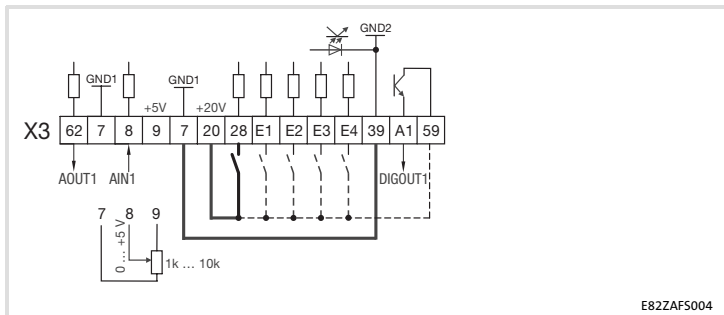 GND2
GND1
GND1
+5V
+20V
X3 62 7 8 9 7 20 28 E1 E2 E3 E4 39 A1 59
AOUT1 AIN1 DIGOUT1
7 8 9
0 ... +5 V
1k ... 10k
E82ZAFS004